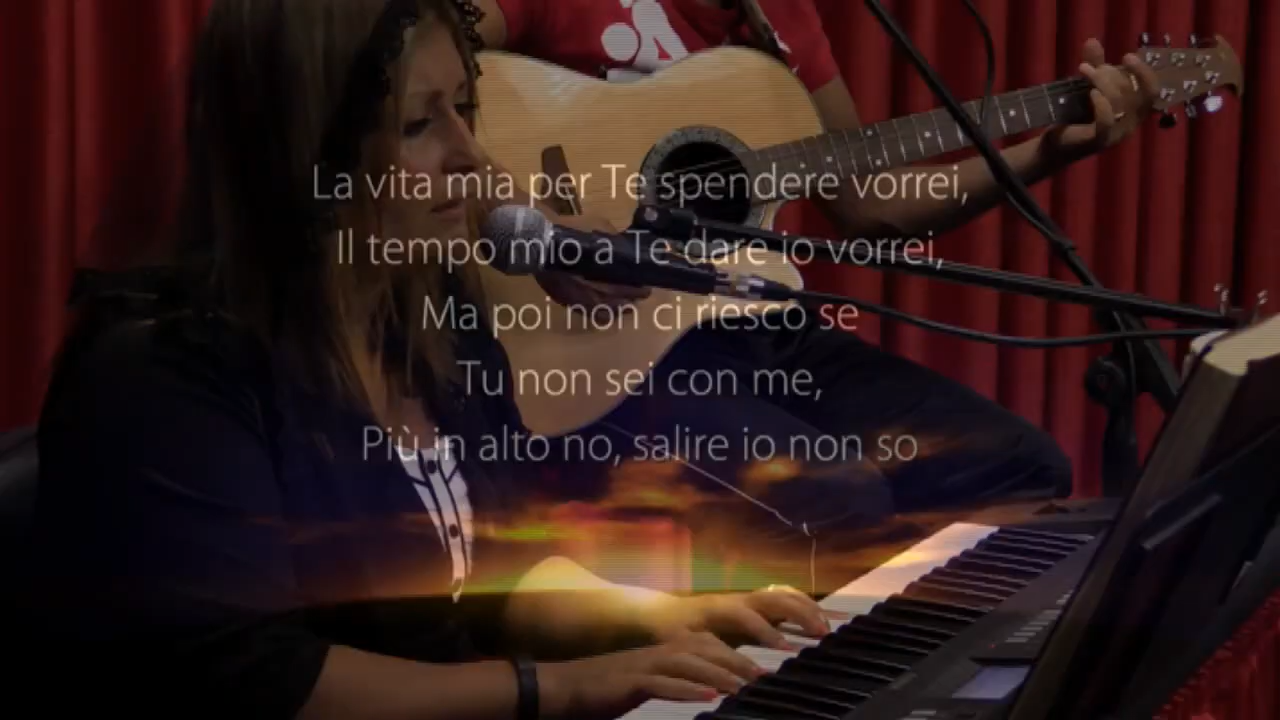 La vita mia per Te spendere vorrei,
Il tempo mio a Te dare io vorrei,
Ma poi non ci riesco se
Tu non sei con me,
Più in alto no, salire io non so